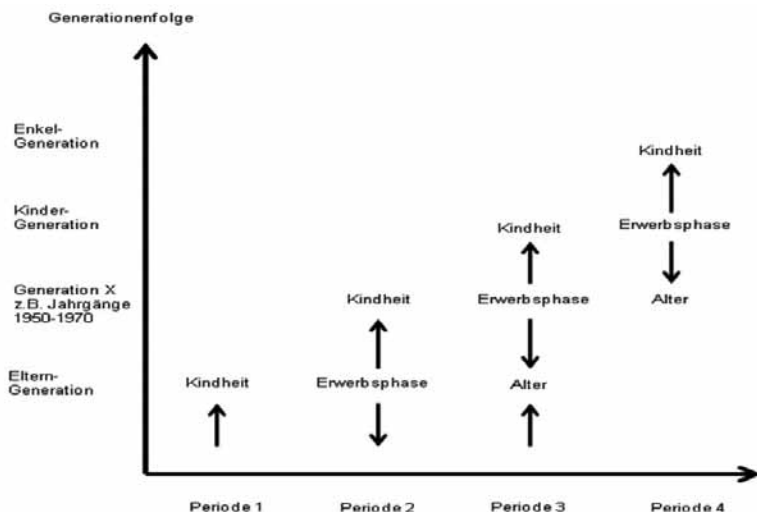 Generationenfolge
Enkel-
Generation
Kindheit
Kinder-
Generation
Kindheit
Erwerbsphase
Generation X
z.B. Jahrgänge
1950-1970
Kindheit
Erwerbsphase
Alter
Eltern-
Generation
Kindheit
Erwerbsphase
Alter
Periode 1
Periode 2
Periode 3
Periode 4